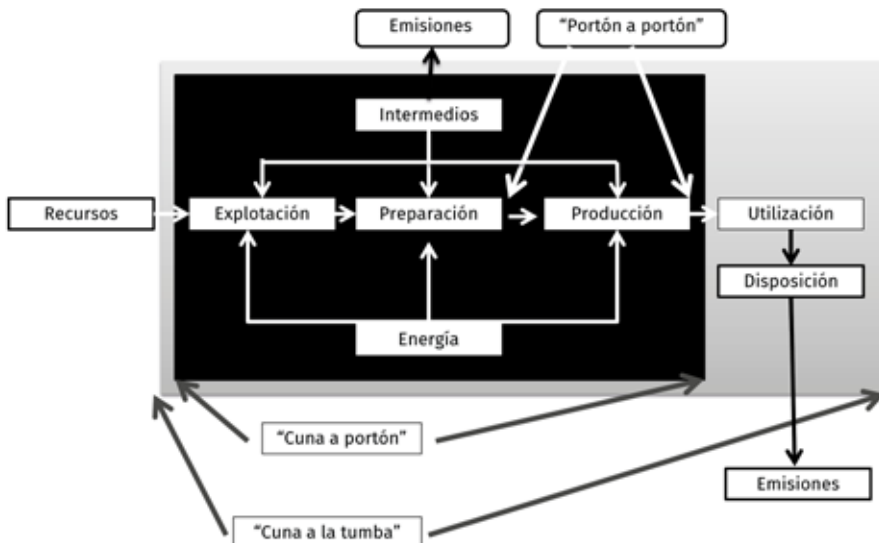 Emisiones
“Portón a portón”
Intermedios
Recursos
Explotación
Preparación
Producción
Utilización
Disposición
Energía
“Cuna a portón”
Emisiones
“Cuna a la tumba”